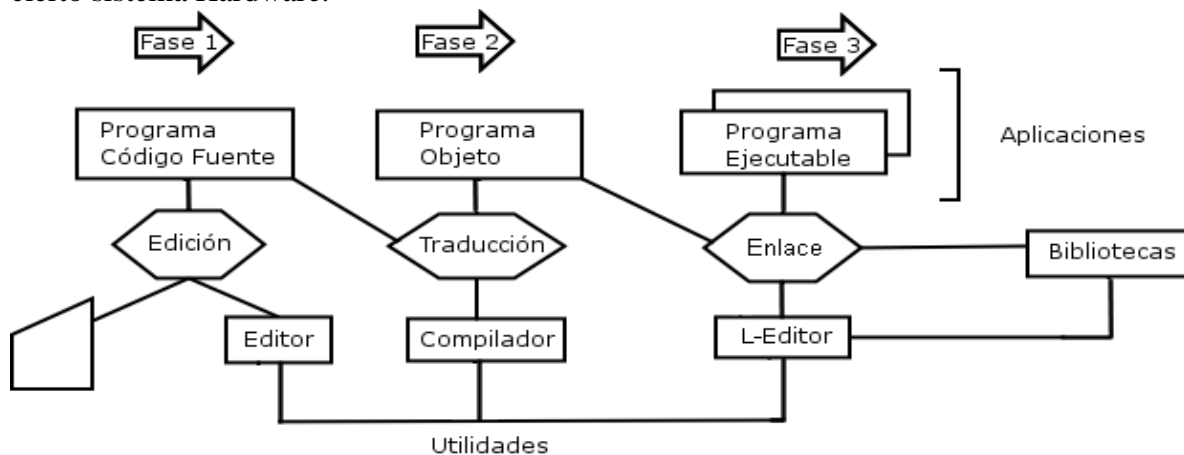 cierto sistema Hardware.
Fase 1
Fase 2
Fase 3
Programa
Código Fuente
Programa
Objeto
Programa
Ejecutable
Aplicaciones
Edición
Traducción
Enlace
Bibliotecas
Editor
Compilador
L-Editor
Utilidades